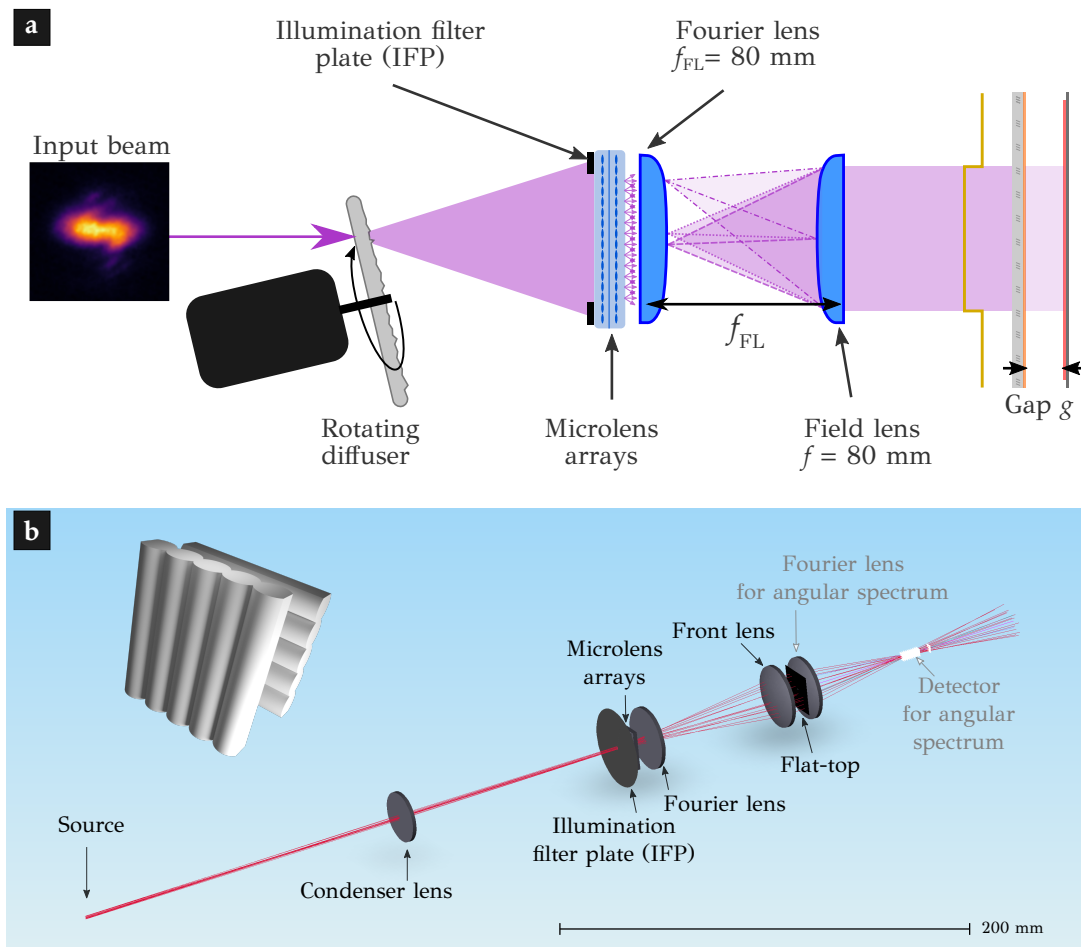 a
Illumination filter
plate (IFP)
Fourier lens
f_FL= 80 mm
Input beam
f_FL
Rotating
diffuser
Microlens
arrays
Field lens
f = 80 mm
Gap g
b
Fourier lens
for angular spectrum
Front lens
Microlens
arrays
Detector
for angular
spectrum
Flat-top
Fourier lens
Source
Illumination
filter plate (IFP)
Condenser lens
200 mm